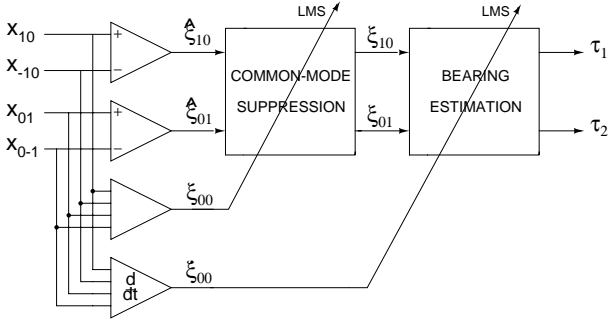 LMS
LMS
x₁₀
+
−
ξ̂₁₀
x₋₁₀
COMMON-MODE
SUPPRESSION
ξ₁₀
BEARING
ESTIMATION
τ₁
x₀₁
+
−
ξ̂₀₁
x₀₋₁
ξ₀₁
τ₂
ξ₀₀
d
dt
ξ̇₀₀